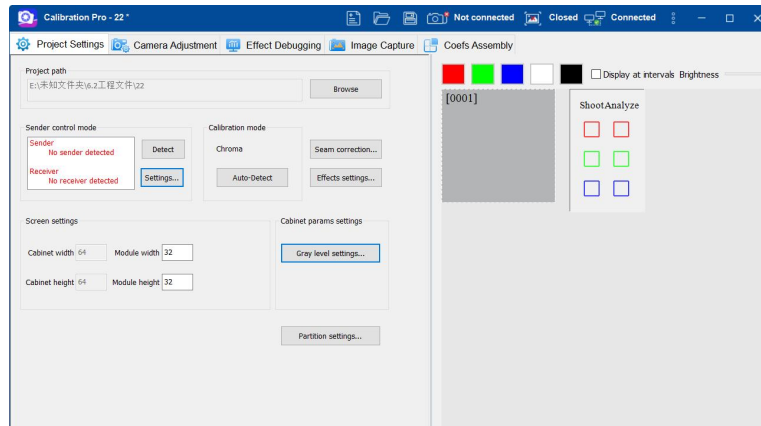 Calibration Pro - 22 *
Not connected
Closed
Connected
Project Settings
Camera Adjustment
Effect Debugging
Image Capture
Coefs Assembly
Project path
E:\未知文件夹\6.2工程文件\22
Browse
Sender control mode
Sender
No sender detected
Receiver
No receiver detected
Detect
Settings...
Calibration mode
Chroma
Seam correction...
Auto-Detect
Effects settings...
Screen settings
Cabinet width 64
Module width 32
Cabinet height 64
Module height 32
Cabinet params settings
Gray level settings...
Partition settings...
Display at intervals
Brightness
[0001]
ShootAnalyze